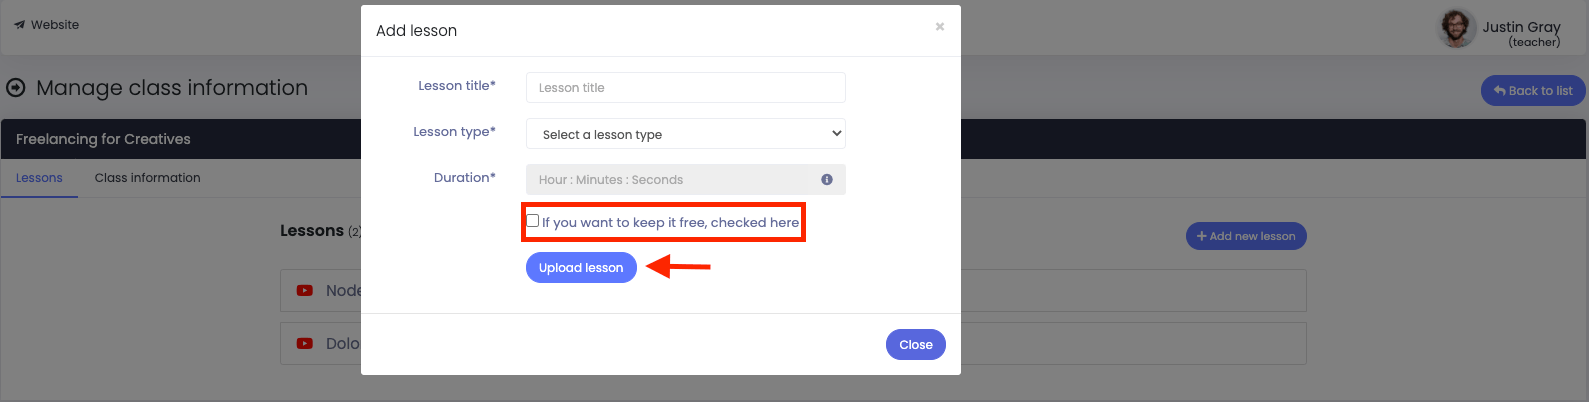 Website
Justin Gray
(teacher)
Manage class information
Back to list
Freelancing for Creatives
Lessons
Class information
Lessons (2)
+ Add new lesson
Add lesson
×
Lesson title*
Lesson title
Lesson type*
Select a lesson type
Duration*
Hour : Minutes : Seconds
If you want to keep it free, checked here
Upload lesson
Close